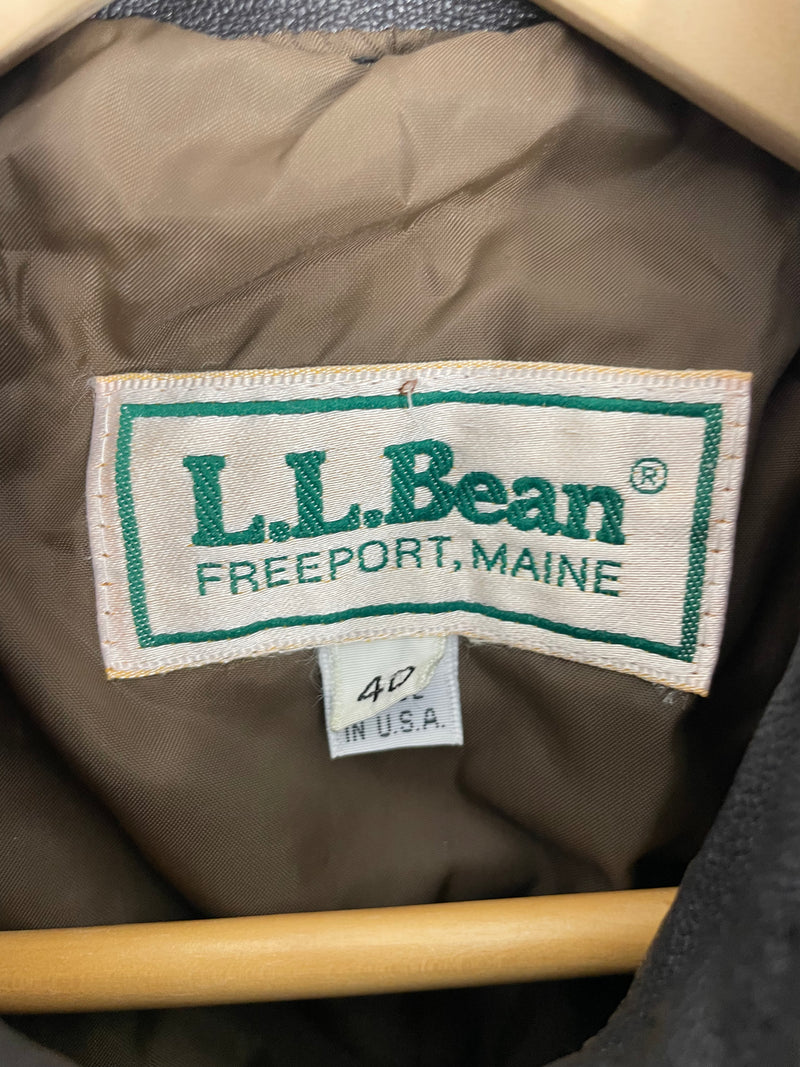 L.L.Bean®
FREEPORT, MAINE
40
IN U.S.A.